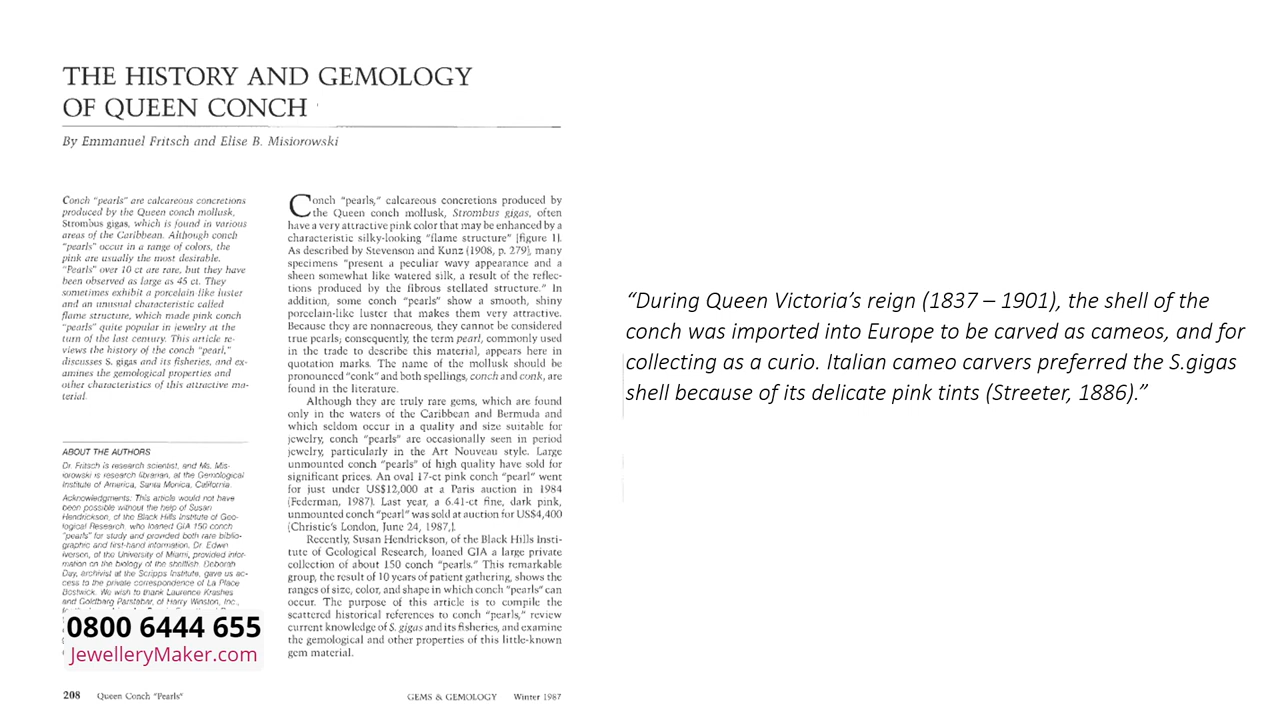 THE HISTORY AND GEMOLOGY
OF QUEEN CONCH
By Emmanuel Fritsch and Elise B. Misiorowski
Conch "pearls" are calcareous concretions
produced by the Queen conch mollusk,
Strombus gigas, which is found in various
areas of the Caribbean. Although conch
"pearls" occur in a range of colors, the
pink are usually the most desirable.
"Pearls" over 10 ct are rare, but they have
been observed as large as 45 ct. They
sometimes exhibit a porcelain like luster
and an unusual characteristic called
flame structure, which made pink conch
"pearls" quite popular in jewelry at the
turn of the last century. This article re-
views the history of the conch "pearl,"
discusses S. gigas and its fisheries, and ex-
amines the gemological properties and
other characteristics of this attractive ma-
terial.
ABOUT THE AUTHORS
Dr. Fritsch is research scientist, and Ms. Mis-
iorowski is research librarian, at the Gemological
Institute of America, Santa Monica, California.
Acknowledgments: This article would not have
been possible without the help of Susan
Hendrickson, of the Black Hills Institute of Geo-
logical Research, who loaned GIA 150 conch
"pearls" for study and provided both rare biblio-
graphic and first-hand information. Dr. Edwin
Iversen, of the University of Miami, provided infor-
mation on the biology of the shellfish. Deborah
Day, archivist at the Scripps Institute, gave us ac-
cess to the private correspondence of La Place
Bostwick. We wish to thank Laurence Krashes
and Goldberg Parstabar, of Harry Winston, Inc.,
0800 6444 655
JewelleryMaker.com
Conch "pearls," calcareous concretions produced by
the Queen conch mollusk, Strombus gigas, often
have a very attractive pink color that may be enhanced by a
characteristic silky-looking "flame structure" (figure 1).
As described by Stevenson and Kunz (1908, p. 279), many
specimens "present a peculiar wavy appearance and a
sheen somewhat like watered silk, a result of the reflec-
tions produced by the fibrous stellated structure." In
addition, some conch "pearls" show a smooth, shiny
porcelain-like luster that makes them very attractive.
Because they are nonnacreous, they cannot be considered
true pearls; consequently, the term pearl, commonly used
in the trade to describe this material, appears here in
quotation marks. The name of the mollusk should be
pronounced "conk" and both spellings, conch and conk, are
found in the literature.
Although they are truly rare gems, which are found
only in the waters of the Caribbean and Bermuda and
which seldom occur in a quality and size suitable for
jewelry, conch "pearls" are occasionally seen in period
jewelry, particularly in the Art Nouveau style. Large
unmounted conch "pearls" of high quality have sold for
significant prices. An oval 17-ct pink conch "pearl" went
for just under US$12,000 at a Paris auction in 1984
(Federman, 1987). Last year, a 6.41-ct fine, dark pink,
unmounted conch "pearl" was sold at auction for US$4,400
(Christie's London, June 24, 1987,).
Recently, Susan Hendrickson, of the Black Hills Insti-
tute of Geological Research, loaned GIA a large private
collection of about 150 conch "pearls." This remarkable
group, the result of 10 years of patient gathering, shows the
ranges of size, color, and shape in which conch "pearls" can
occur. The purpose of this article is to compile the
scattered historical references to conch "pearls," review
current knowledge of S. gigas and its fisheries, and examine
the gemological and other properties of this little-known
gem material.
208 Queen Conch "Pearls"
GEMS & GEMOLOGY Winter 1987
“During Queen Victoria’s reign (1837 – 1901), the shell of the
conch was imported into Europe to be carved as cameos, and for
collecting as a curio. Italian cameo carvers preferred the S.gigas
shell because of its delicate pink tints (Streeter, 1886).”